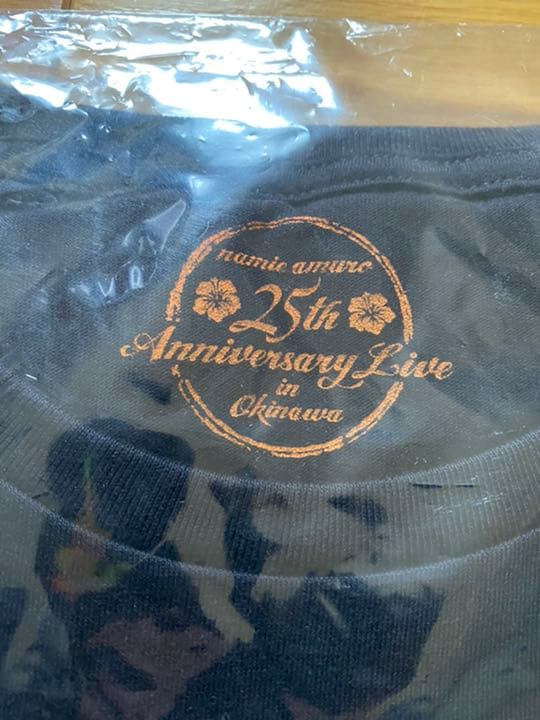 namie amuro
25th
Anniversary Live
in
Okinawa